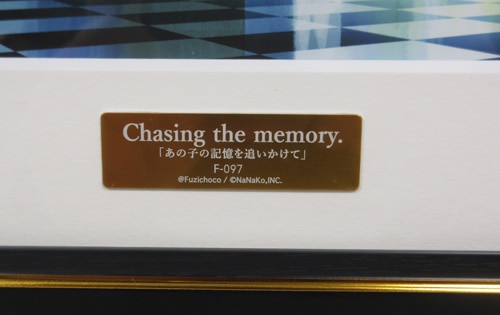 Chasing the memory.
「あの子の記憶を追いかけて」
F-097
@Fuzichoco / ©NaNaKo,INC.